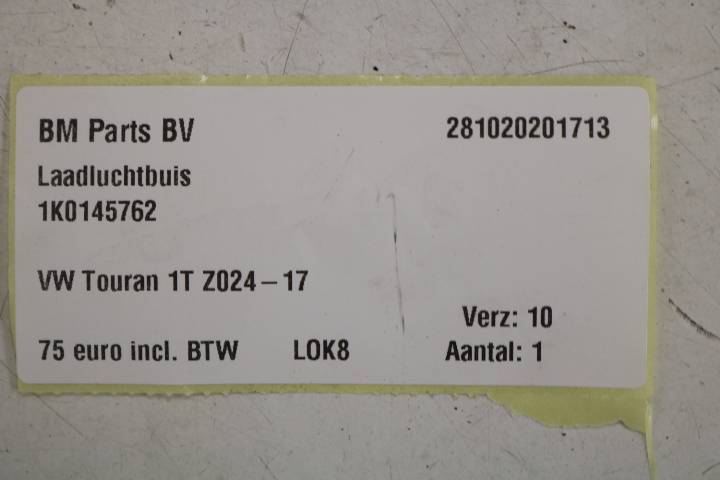 BM Parts BV 281020201713
Laadluchtbuis
1K0145762
VW Touran 1T Z024-17
Verz: 10
75 euro incl. BTW LOK8 Aantal: 1